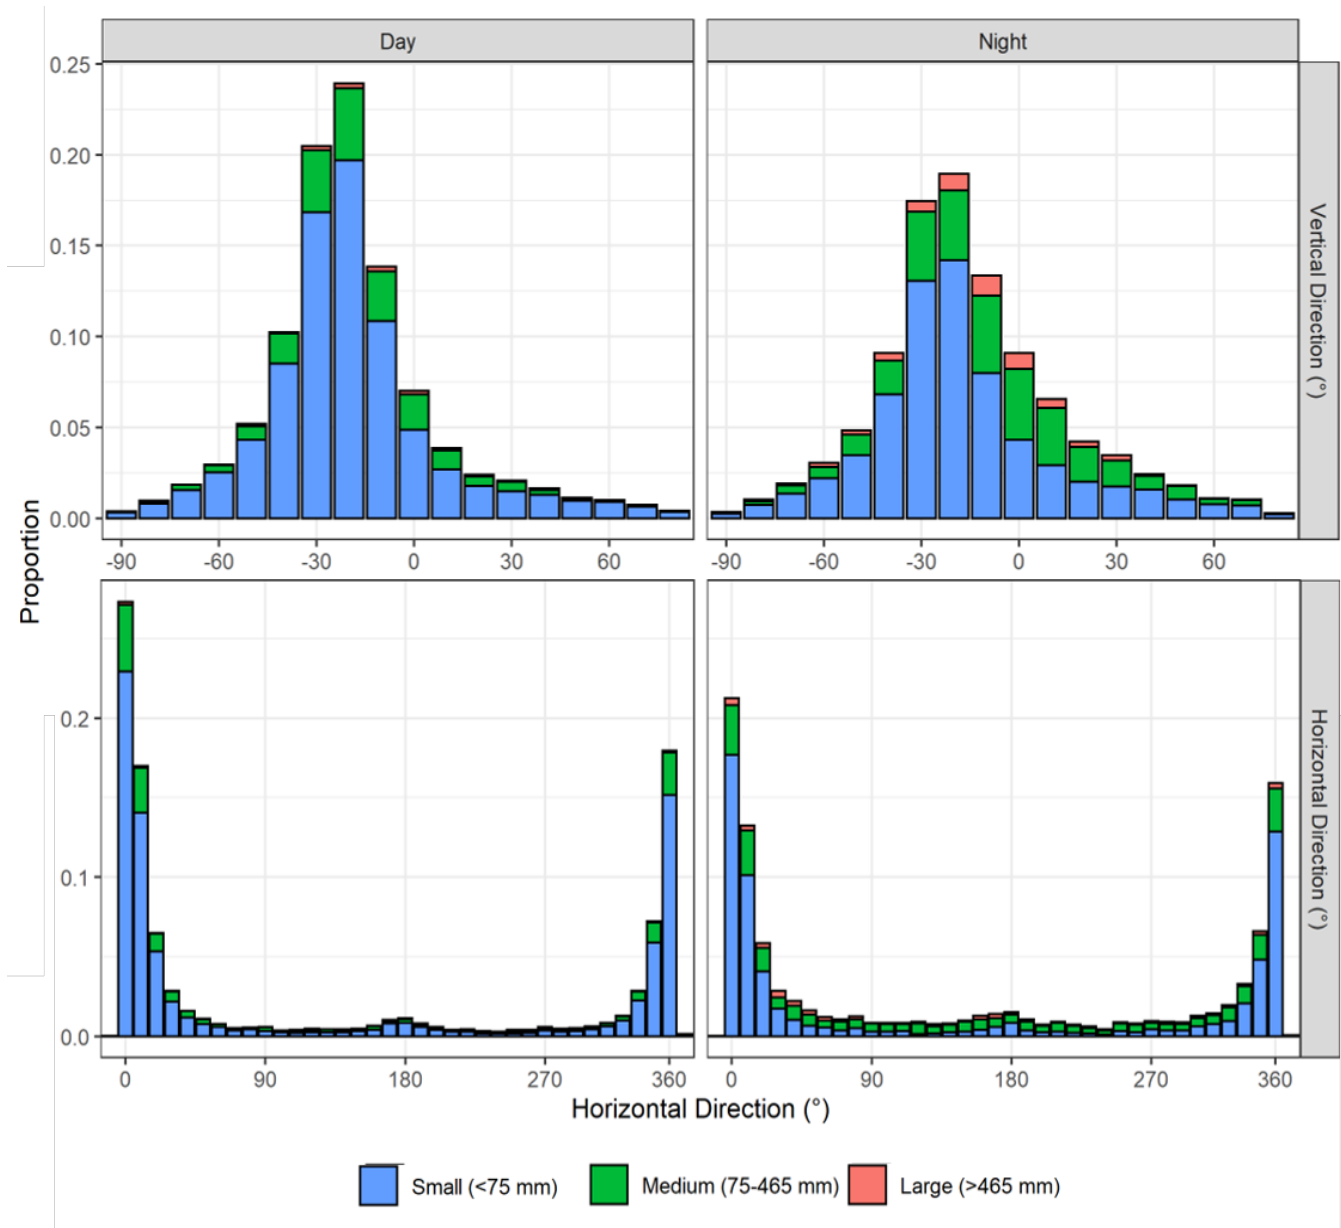 Day
Night
0.25
0.20
0.15
0.10
0.05
0.00
-90 -60 -30 0 30 60
-90 -60 -30 0 30 60
Vertical Direction (°)
Proportion
0.2
0.1
0.0
0 90 180 270 360
0 90 180 270 360
Horizontal Direction (°)
Horizontal Direction (°)
Small (<75 mm) Medium (75-465 mm) Large (>465 mm)